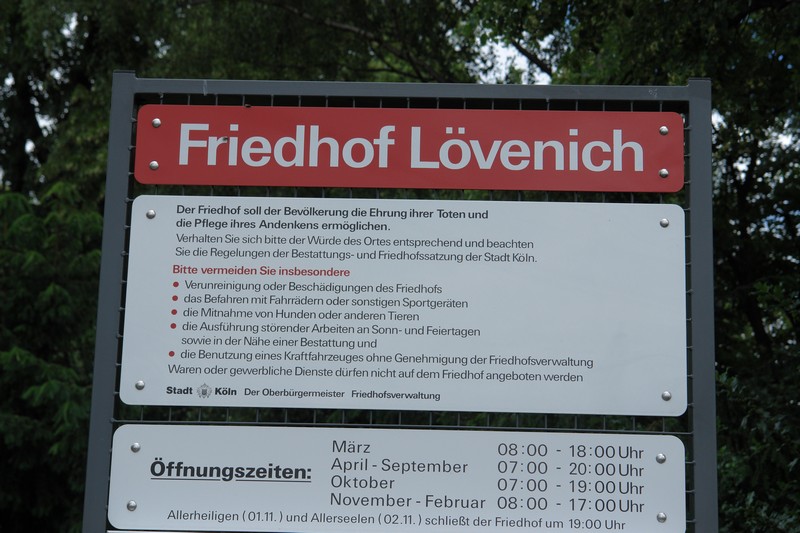 Friedhof Lövenich
Der Friedhof soll der Bevölkerung die Ehrung ihrer Toten und
die Pflege ihres Andenkens ermöglichen.
Verhalten Sie sich bitte der Würde des Ortes entsprechend und beachten
Sie die Regelungen der Bestattungs- und Friedhofssatzung der Stadt Köln.
Bitte vermeiden Sie insbesondere
• Verunreinigung oder Beschädigungen des Friedhofs
• das Befahren mit Fahrrädern oder sonstigen Sportgeräten
• die Mitnahme von Hunden oder anderen Tieren
• die Ausführung störender Arbeiten an Sonn- und Feiertagen
sowie in der Nähe einer Bestattung und
• die Benutzung eines Kraftfahrzeuges ohne Genehmigung der Friedhofsverwaltung
Waren oder gewerbliche Dienste dürfen nicht auf dem Friedhof angeboten werden
Stadt Köln Der Oberbürgermeister Friedhofsverwaltung
Öffnungszeiten:
März 08:00 - 18:00 Uhr
April - September 07:00 - 20:00 Uhr
Oktober 07:00 - 19:00 Uhr
November - Februar 08:00 - 17:00 Uhr
Allerheiligen (01.11.) und Allerseelen (02.11.) schließt der Friedhof um 19:00 Uhr